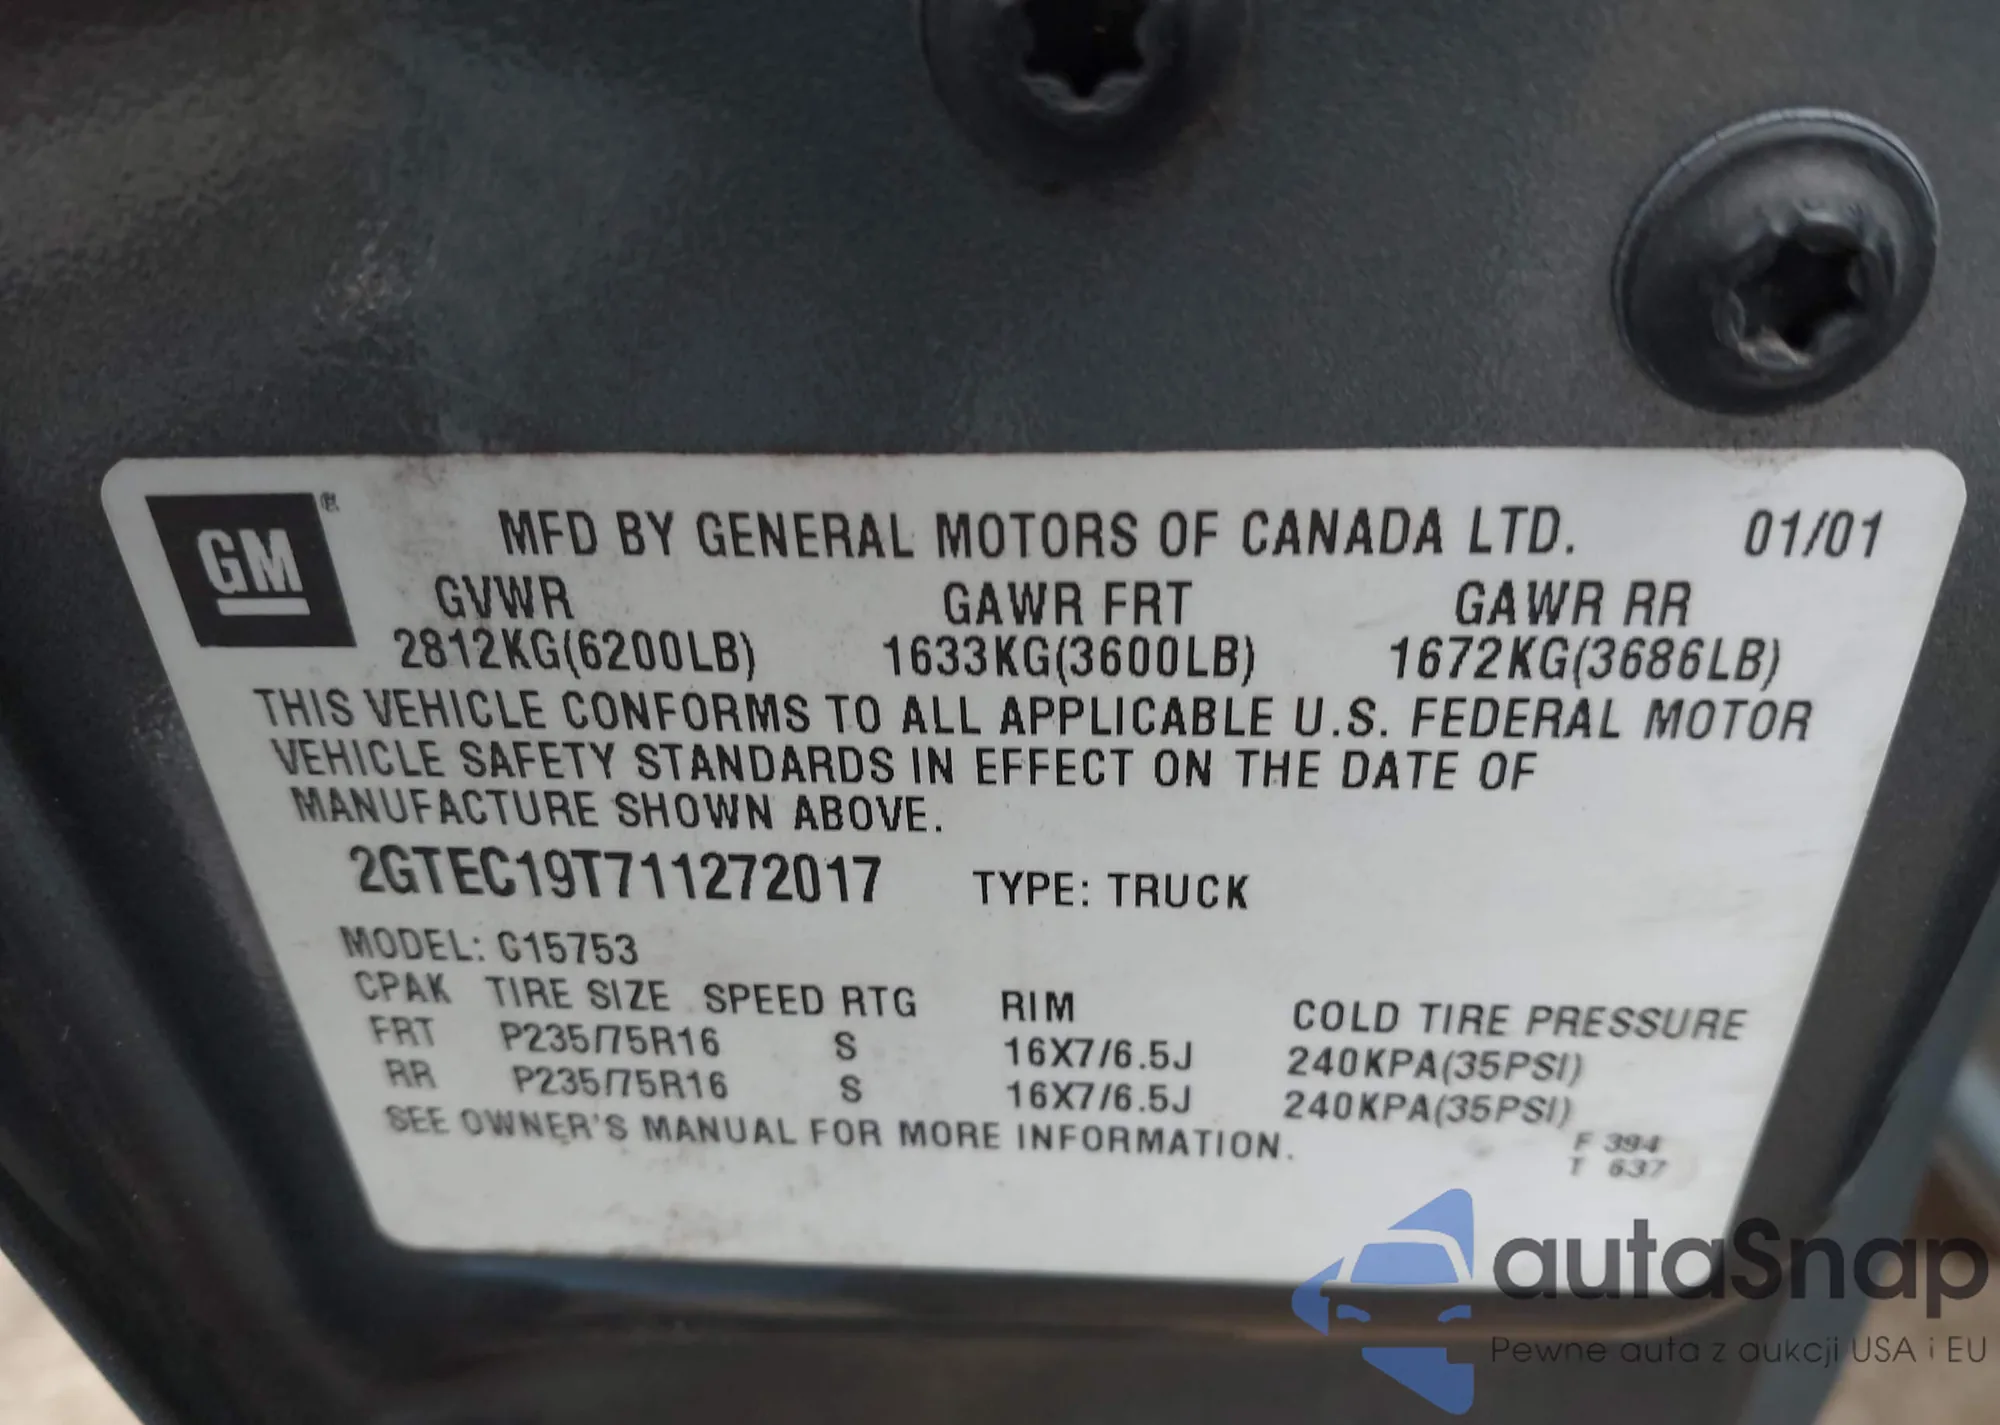 GM ®
MFD BY GENERAL MOTORS OF CANADA LTD. 01/01
GVWR GAWR FRT GAWR RR
2812KG(6200LB) 1633KG(3600LB) 1672KG(3686LB)
THIS VEHICLE CONFORMS TO ALL APPLICABLE U.S. FEDERAL MOTOR
VEHICLE SAFETY STANDARDS IN EFFECT ON THE DATE OF
MANUFACTURE SHOWN ABOVE.
2GTEC19T711272017 TYPE: TRUCK
MODEL: C15753
CPAK TIRE SIZE SPEED RTG RIM COLD TIRE PRESSURE
FRT P235/75R16 S 16X7/6.5J 240KPA(35PSI)
RR P235/75R16 S 16X7/6.5J 240KPA(35PSI)
SEE OWNER'S MANUAL FOR MORE INFORMATION.
F 394
T 637
autaSnap
Pewne auta z aukcji USA i EU